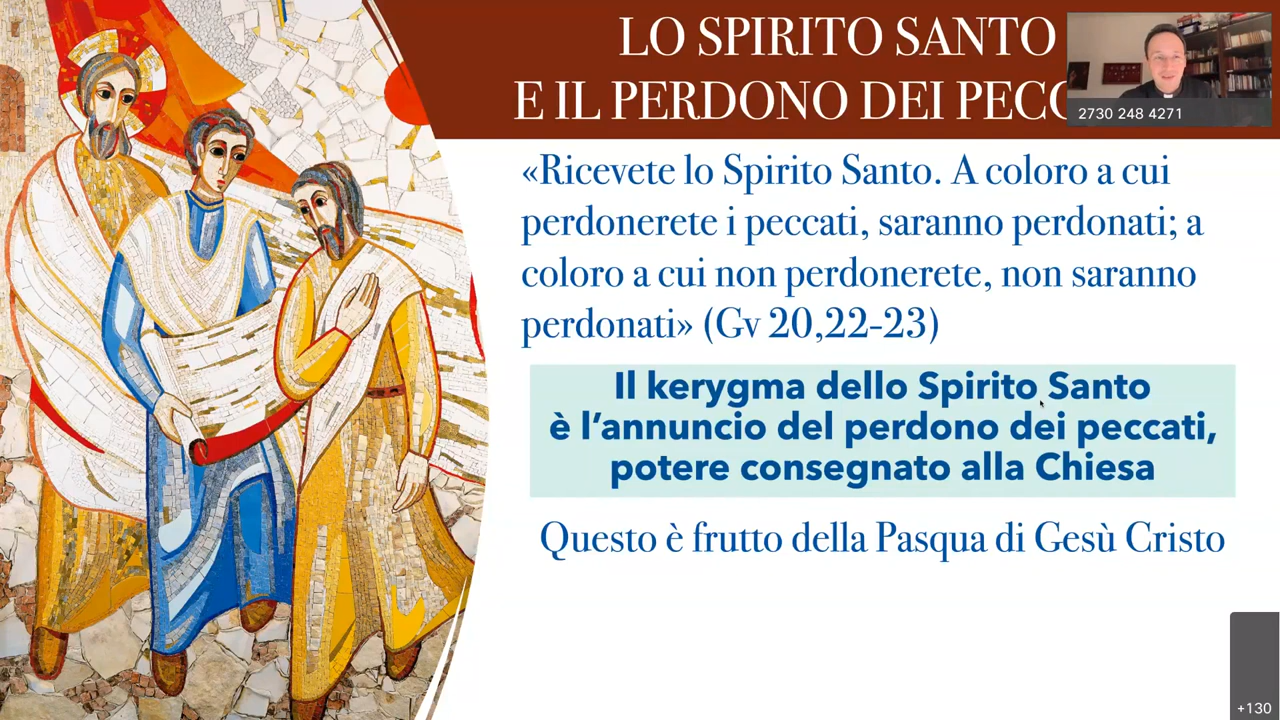 LO SPIRITO SANTO
E IL PERDONO DEI
2730 248 4271
«Ricevete lo Spirito Santo. A coloro a cui
perdonerete i peccati, saranno perdonati; a
coloro a cui non perdonerete, non saranno
perdonati» (Gv 20,22-23)
Il kerygma dello Spirito Santo
è l’annuncio del perdono dei peccati,
potere consegnato alla Chiesa
Questo è frutto della Pasqua di Gesù Cristo
+130